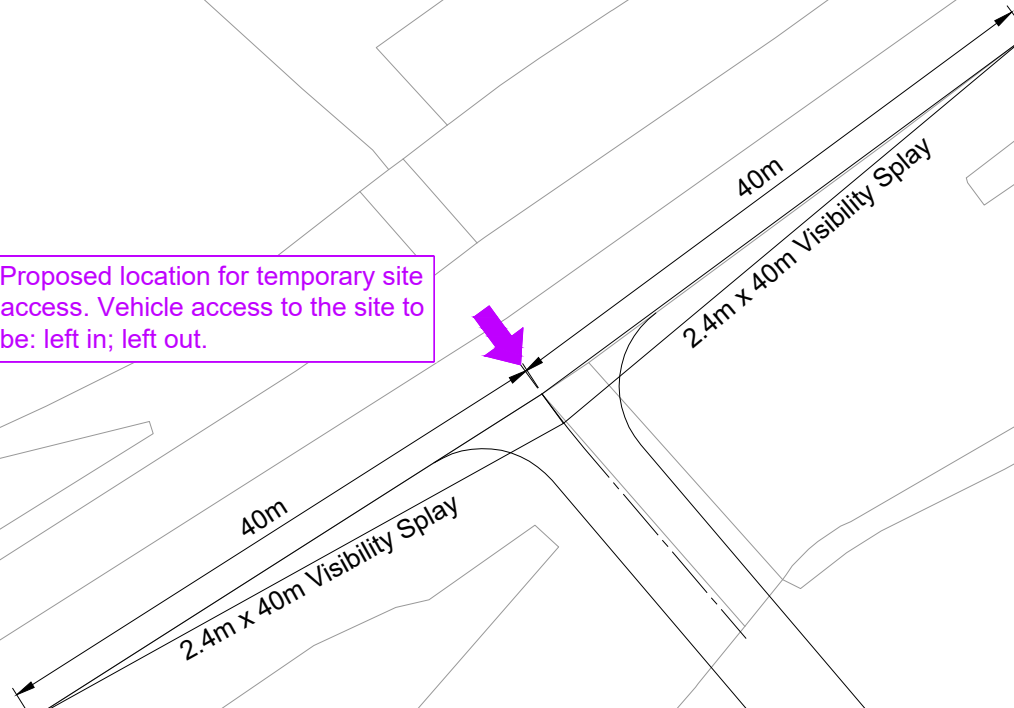 40m
2.4m x 40m Visibility Splay
Proposed location for temporary site
access. Vehicle access to the site to
be: left in; left out.
40m
2.4m x 40m Visibility Splay